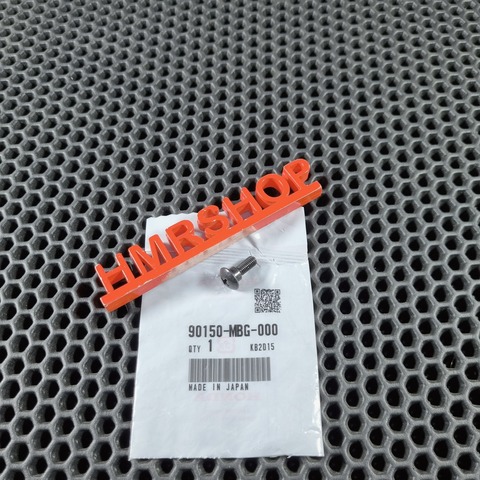 HMRSHOP
90150-MBG-000
QTY 1 KB2015
MADE IN JAPAN